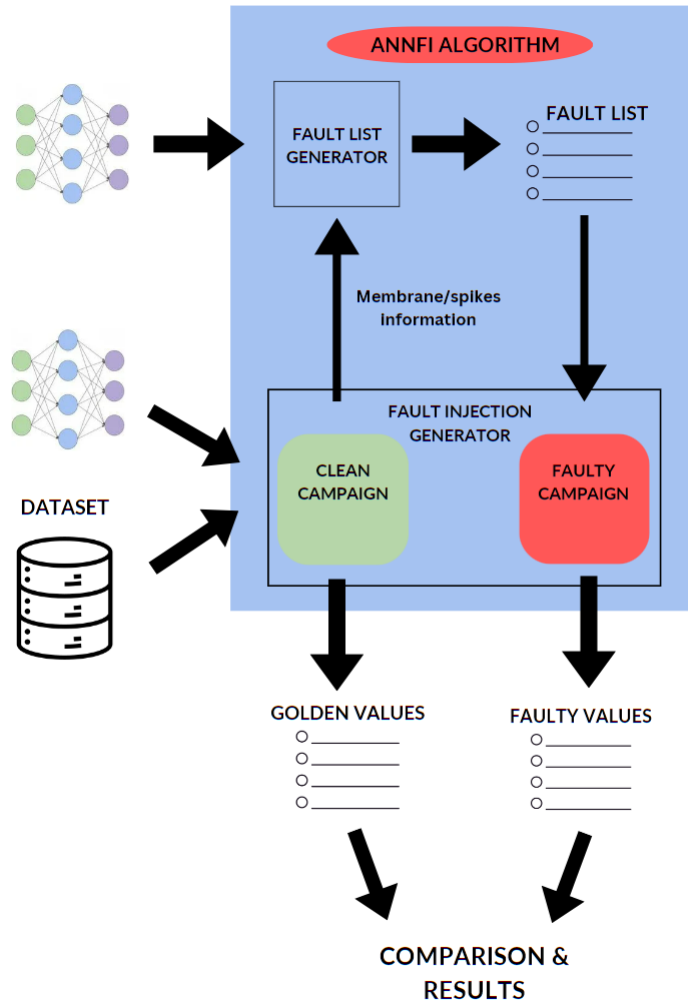 ANNFI ALGORITHM
FAULT LIST
GENERATOR
FAULT LIST
Membrane/spikes
information
FAULT INJECTION
GENERATOR
CLEAN
CAMPAIGN
FAULTY
CAMPAIGN
DATASET
GOLDEN VALUES
FAULTY VALUES
COMPARISON &
RESULTS